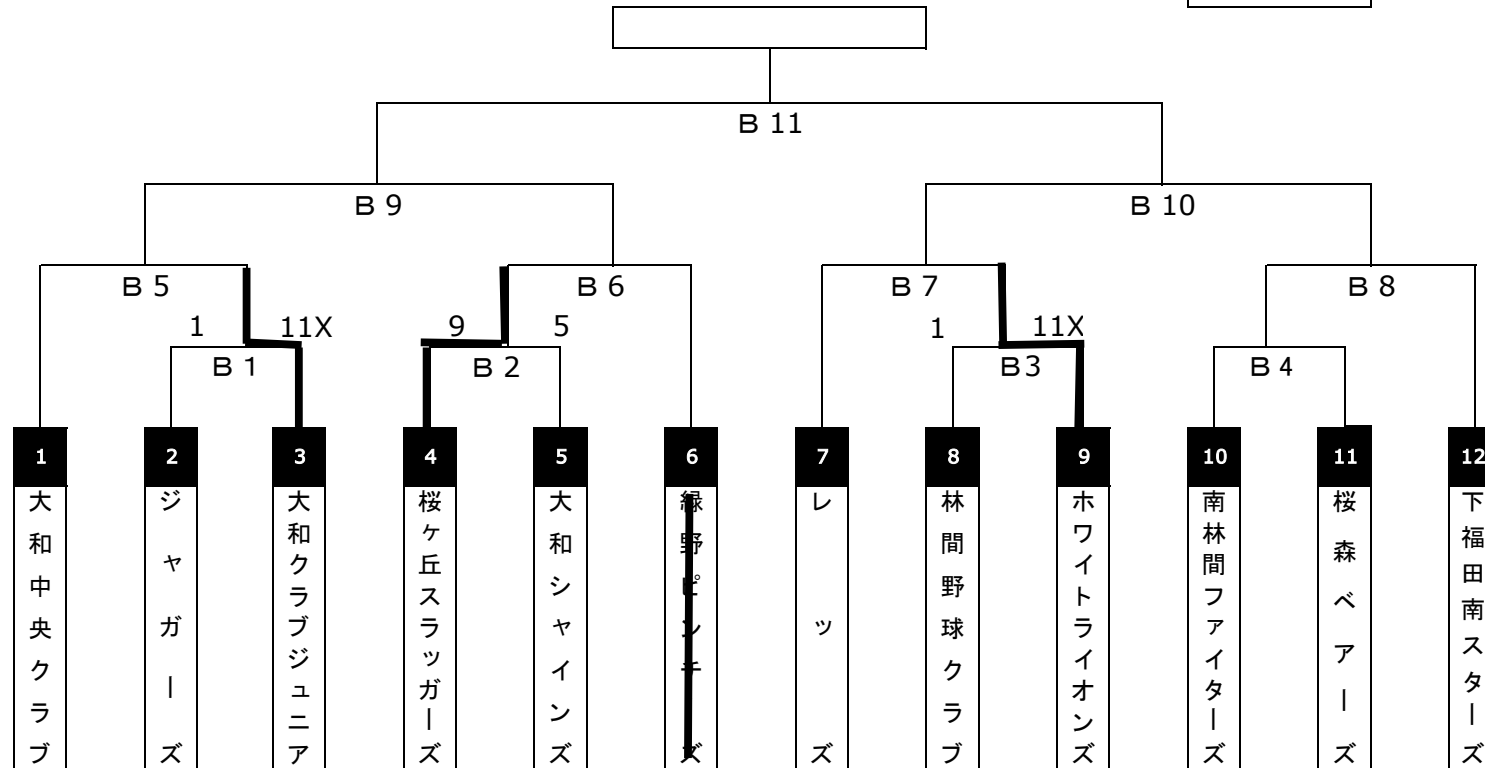 B 11
B 9
B 10
B 5
B 6
B 7
B 8
1
11X
9
5
1
11X
B 1
B 2
B3
B 4
1
2
3
4
5
6
7
8
9
10
11
12
大和中央クラブ
ジャガーズ
大和クラブジュニア
桜ヶ丘スラッガーズ
大和シャインズ
緑野ピンチーズ
レッズ
林間野球クラブ
ホワイトライオンズ
南林間ファイターズ
桜森ベアーズ
下福田南スターズ